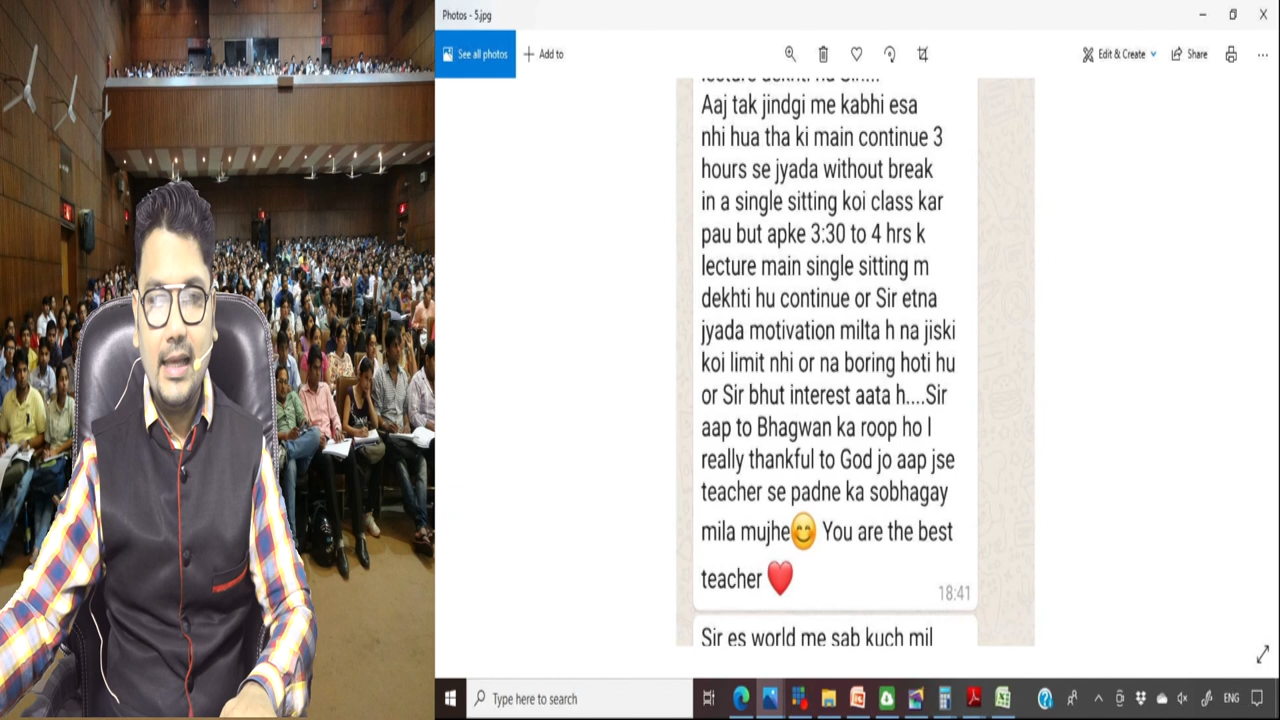 Photos - 5.jpg
See all photos
Add to
Edit & Create
Share
lecture dekhti hu Sir....
Aaj tak jindgi me kabhi esa
nhi hua tha ki main continue 3
hours se jyada without break
in a single sitting koi class kar
pau but apke 3:30 to 4 hrs k
lecture main single sitting m
dekhti hu continue or Sir etna
jyada motivation milta h na jiski
koi limit nhi or na boring hoti hu
or Sir bhut interest aata h....Sir
aap to Bhagwan ka roop ho I
really thankful to God jo aap jse
teacher se padne ka sobhagay
mila mujhe😊 You are the best
teacher ❤️
18:41
Sir es world me sab kuch mil
Type here to search
ENG